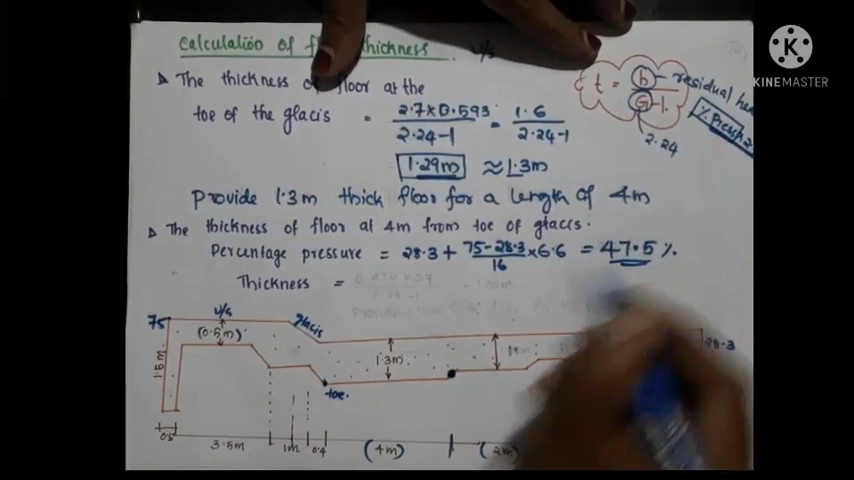 KINEMASTER
Calculation of thickness. u/s
▷ The thickness of floor at the
toe of the glacis = 2.7×0.593 / 2.24-1 = 1.6 / 2.24-1
t = h / G-1. residual
2.24
1.29m ≈ 1.3m
Provide 1.3m thick floor for a length of 4m
▷ The thickness of floor at 4m from toe of glacis.
Percentage pressure = 28.3 + 75-28.3 / 16 × 6.6 = 47.5 %.
Thickness =
75 u/s glacis
(0.5m) 28.3
1.5m 1.3m
toe.
0.5 3.5m 1m 0.4 (4m) (2m)